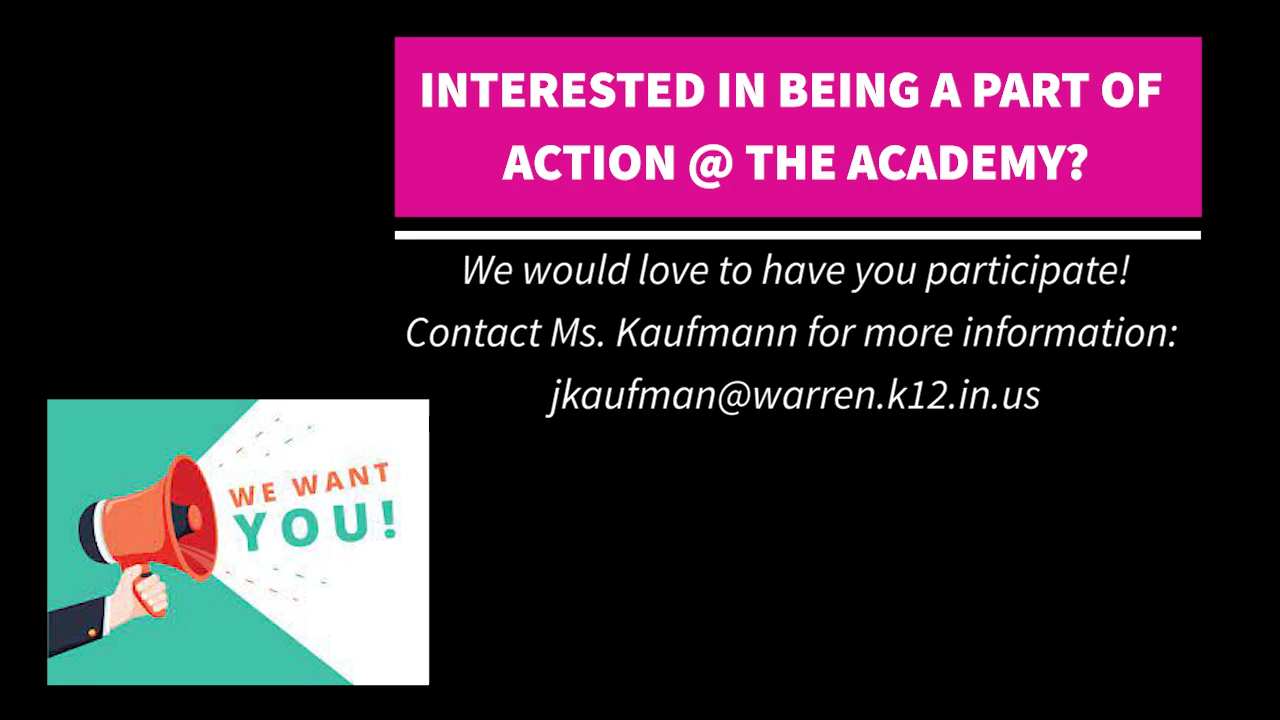 INTERESTED IN BEING A PART OF
ACTION @ THE ACADEMY?
We would love to have you participate!
Contact Ms. Kaufmann for more information:
jkaufman@warren.k12.in.us
WE WANT
YOU!